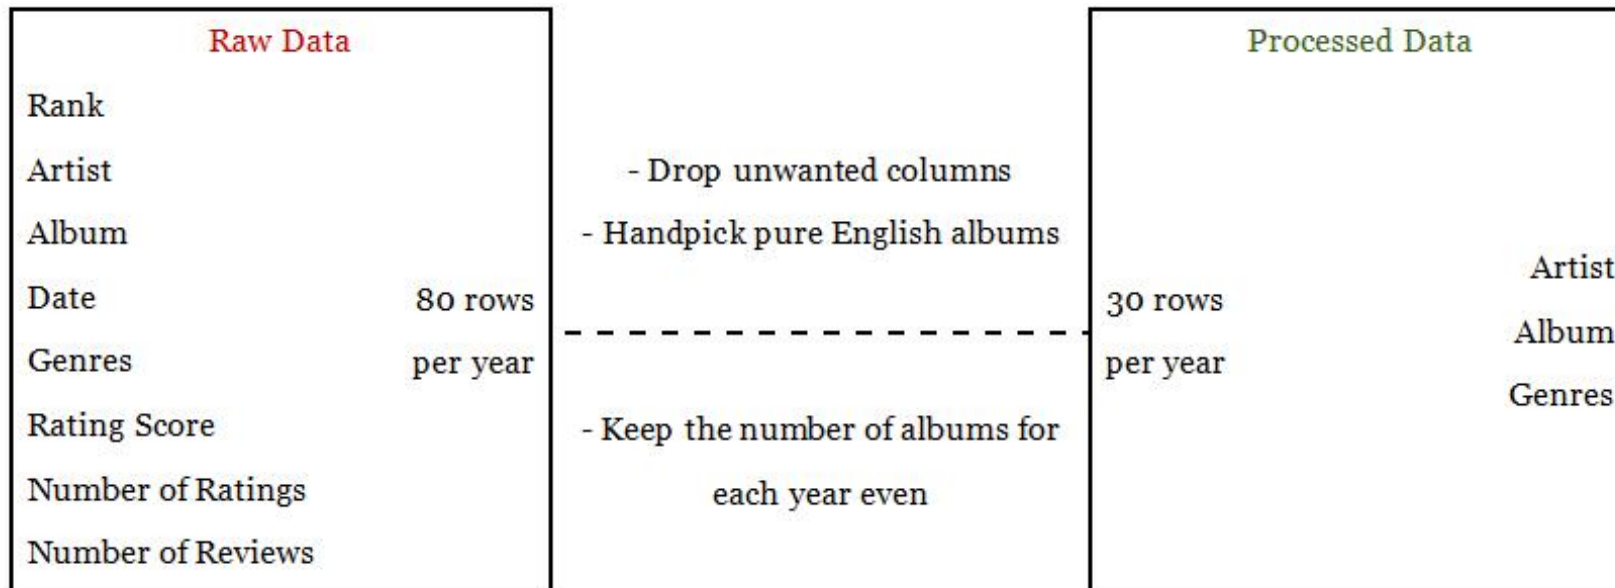 Raw Data
Rank
Artist
Album
Date
Genres
Rating Score
Number of Ratings
Number of Reviews
80 rows
per year
- Drop unwanted columns
- Handpick pure English albums
- Keep the number of albums for
each year even
Processed Data
30 rows
per year
Artist
Album
Genres